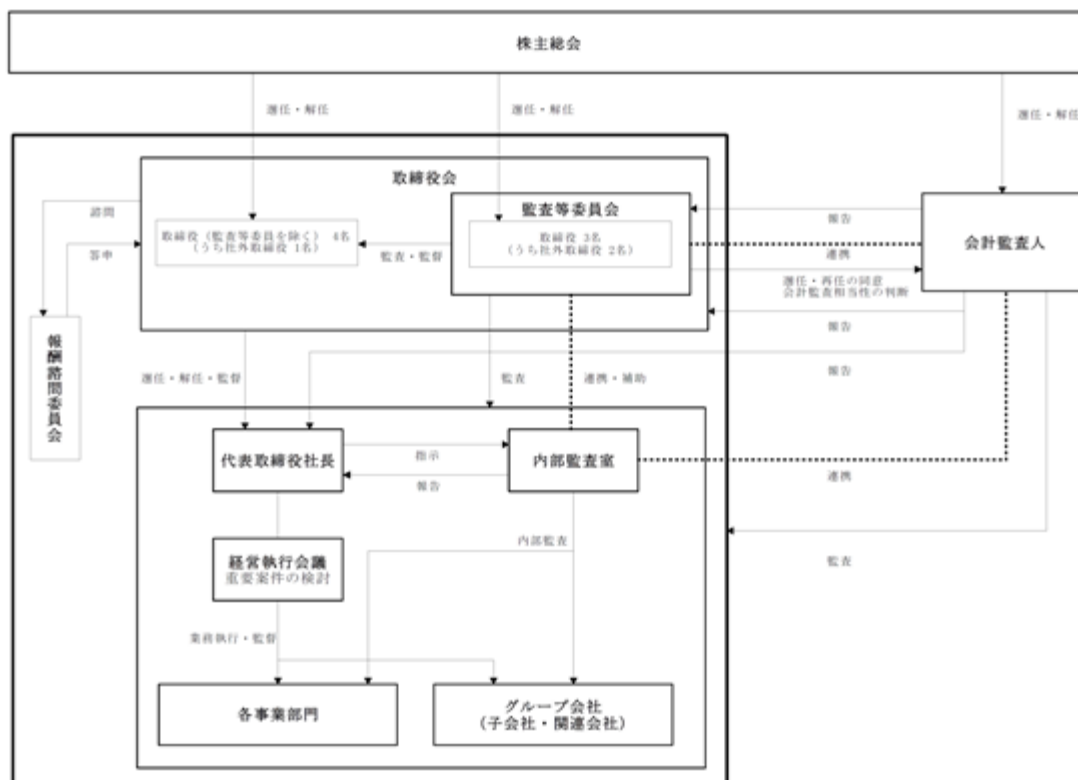 株主総会
選任・解任
選任・解任
選任・解任
取締役会
諮問
答申
取締役（監査等委員を除く） 4名
（うち社外取締役 1名）
監査・監督
監査等委員会
取締役 3名
（うち社外取締役 2名）
報告
連携
選任・再任の同意
会計監査相当性の判断
会計監査人
報告
報告
報酬諮問委員会
選任・解任・監督
監査
連携・補助
代表取締役社長
指示
報告
内部監査室
連携
監査
内部監査
経営執行会議
重要案件の検討
業務執行・監督
各事業部門
グループ会社
（子会社・関連会社）